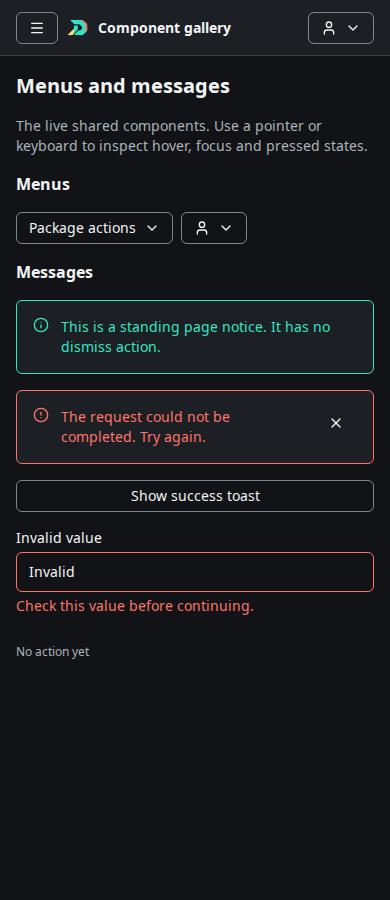 Component gallery
Menus and messages
The live shared components. Use a pointer or
keyboard to inspect hover, focus and pressed states.
Menus
Package actions
Messages
This is a standing page notice. It has no
dismiss action.
The request could not be
completed. Try again.
Show success toast
Invalid value
Invalid
Check this value before continuing.
No action yet